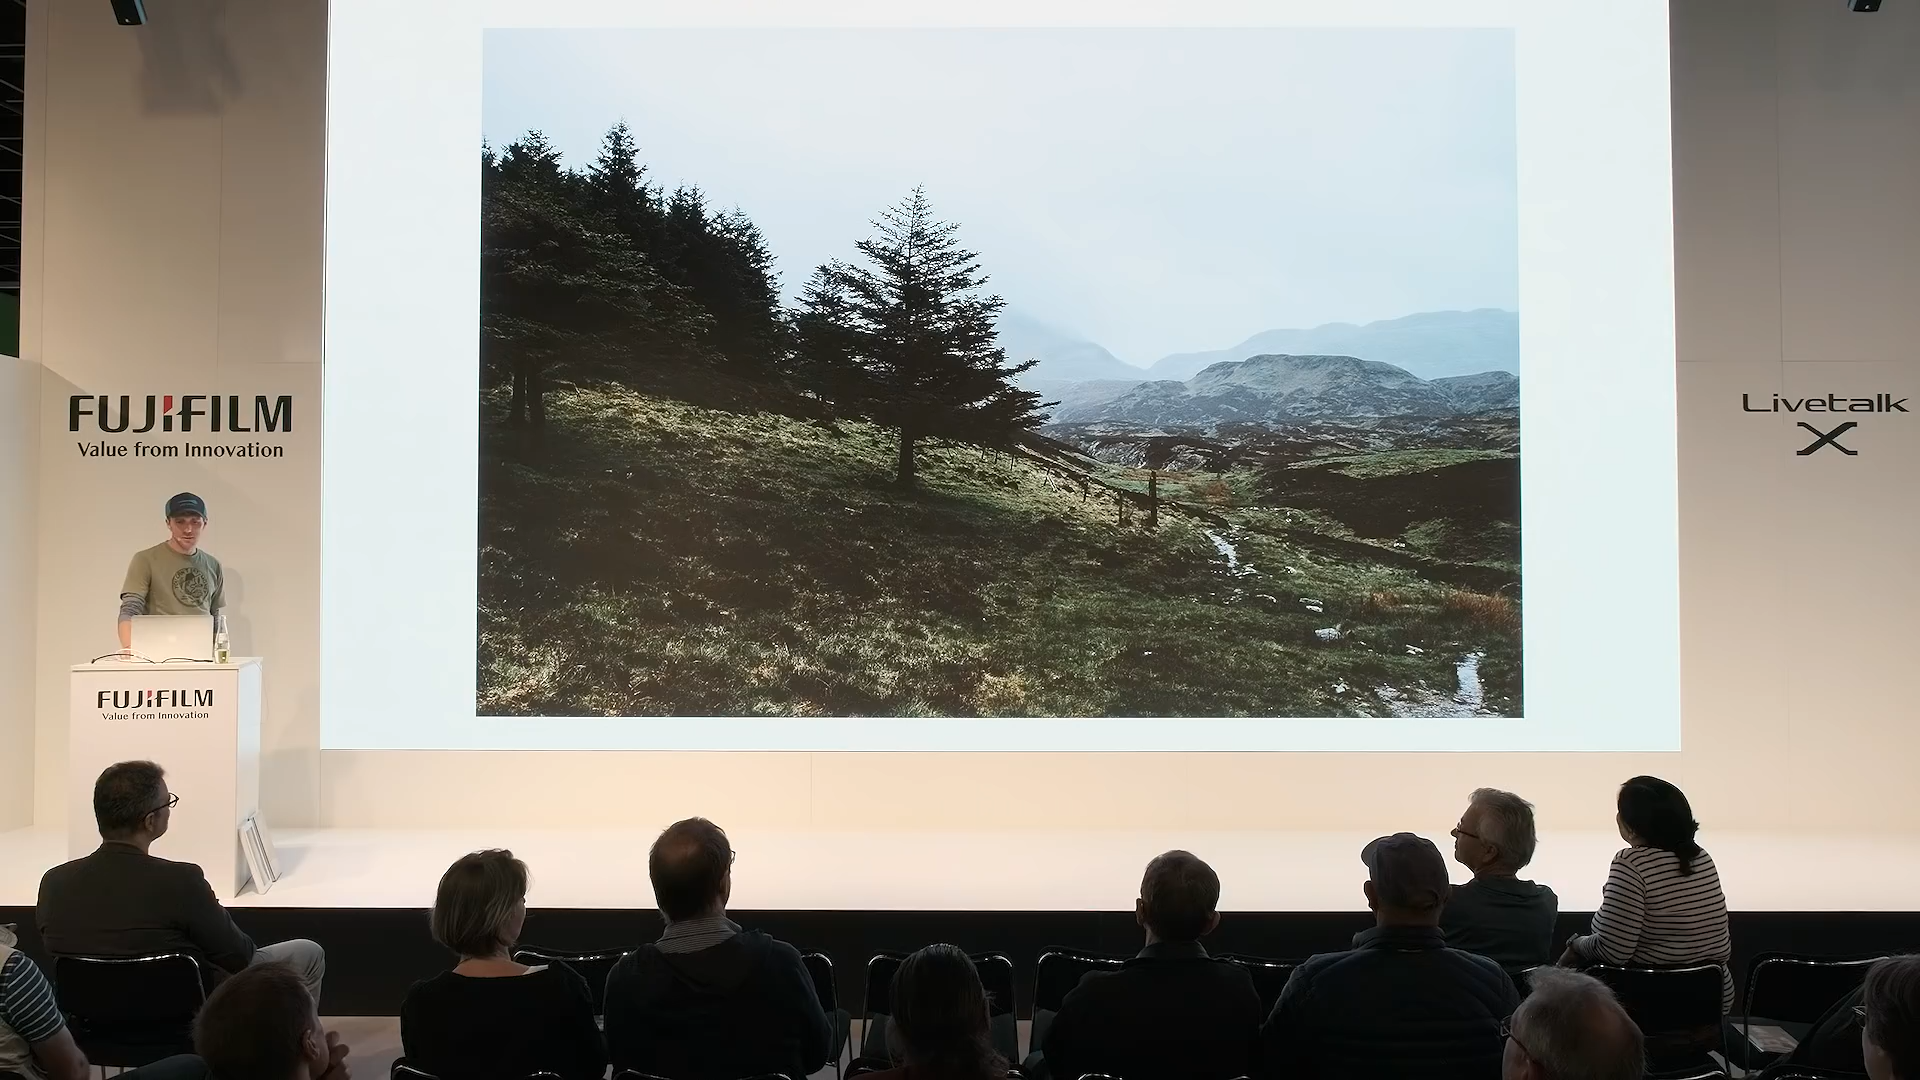 FUJIFILM
Value from Innovation
Livetalk
X
FUJIFILM
Value from Innovation